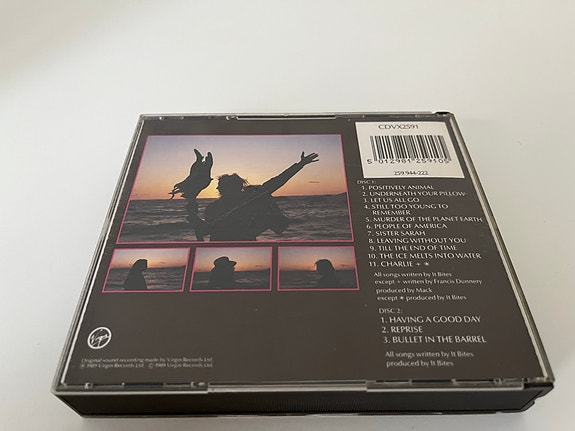 CDVX2591
5 012981 259105
259 944-222
DISC 1:
1. POSITIVELY ANIMAL
2. UNDERNEATH YOUR PILLOW
3. LET US ALL GO
4. STILL TOO YOUNG TO
REMEMBER
5. MURDER OF THE PLANET EARTH
6. PEOPLE OF AMERICA
7. SISTER SARAH
8. LEAVING WITHOUT YOU
9. TILL THE END OF TIME
10. THE ICE MELTS INTO WATER
11. CHARLIE + ★
All songs written by It Bites
except + written by Francis Dunnery
produced by Mack
except ★ produced by It Bites
DISC 2:
1. HAVING A GOOD DAY
2. REPRISE
3. BULLET IN THE BARREL
All songs written by It Bites
produced by It Bites
Virgin
Original sound recording made by Virgin Records Ltd.
℗ 1989 Virgin Records Ltd. © 1989 Virgin Records Ltd.